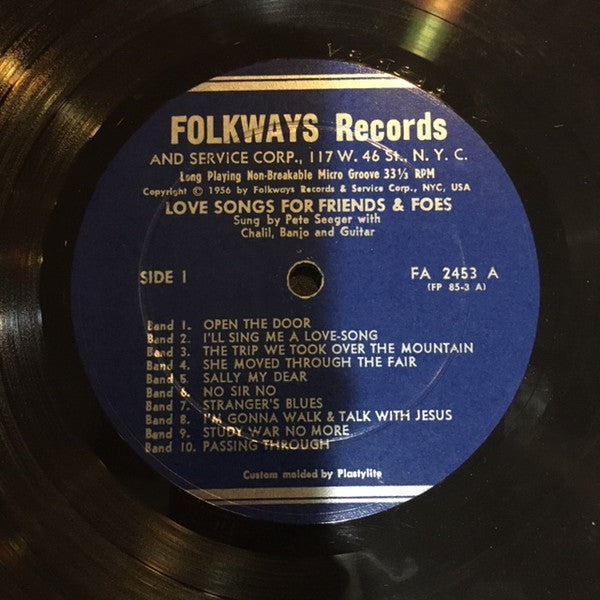 FOLKWAYS Records
AND SERVICE CORP., 117 W. 46 St., N. Y. C.
Long Playing Non-Breakable Micro Groove 33⅓ RPM
Copyright © 1956 by Folkways Records & Service Corp., NYC, USA
LOVE SONGS FOR FRIENDS & FOES
Sung by Pete Seeger with
Chalil, Banjo and Guitar
SIDE I FA 2453 A
(FP 85-3 A)
Band 1. OPEN THE DOOR
Band 2. I'LL SING ME A LOVE-SONG
Band 3. THE TRIP WE TOOK OVER THE MOUNTAIN
Band 4. SHE MOVED THROUGH THE FAIR
Band 5. SALLY MY DEAR
Band 6. NO SIR NO
Band 7. STRANGER'S BLUES
Band 8. I'M GONNA WALK & TALK WITH JESUS
Band 9. STUDY WAR NO MORE
Band 10. PASSING THROUGH
Custom molded by Plastylite